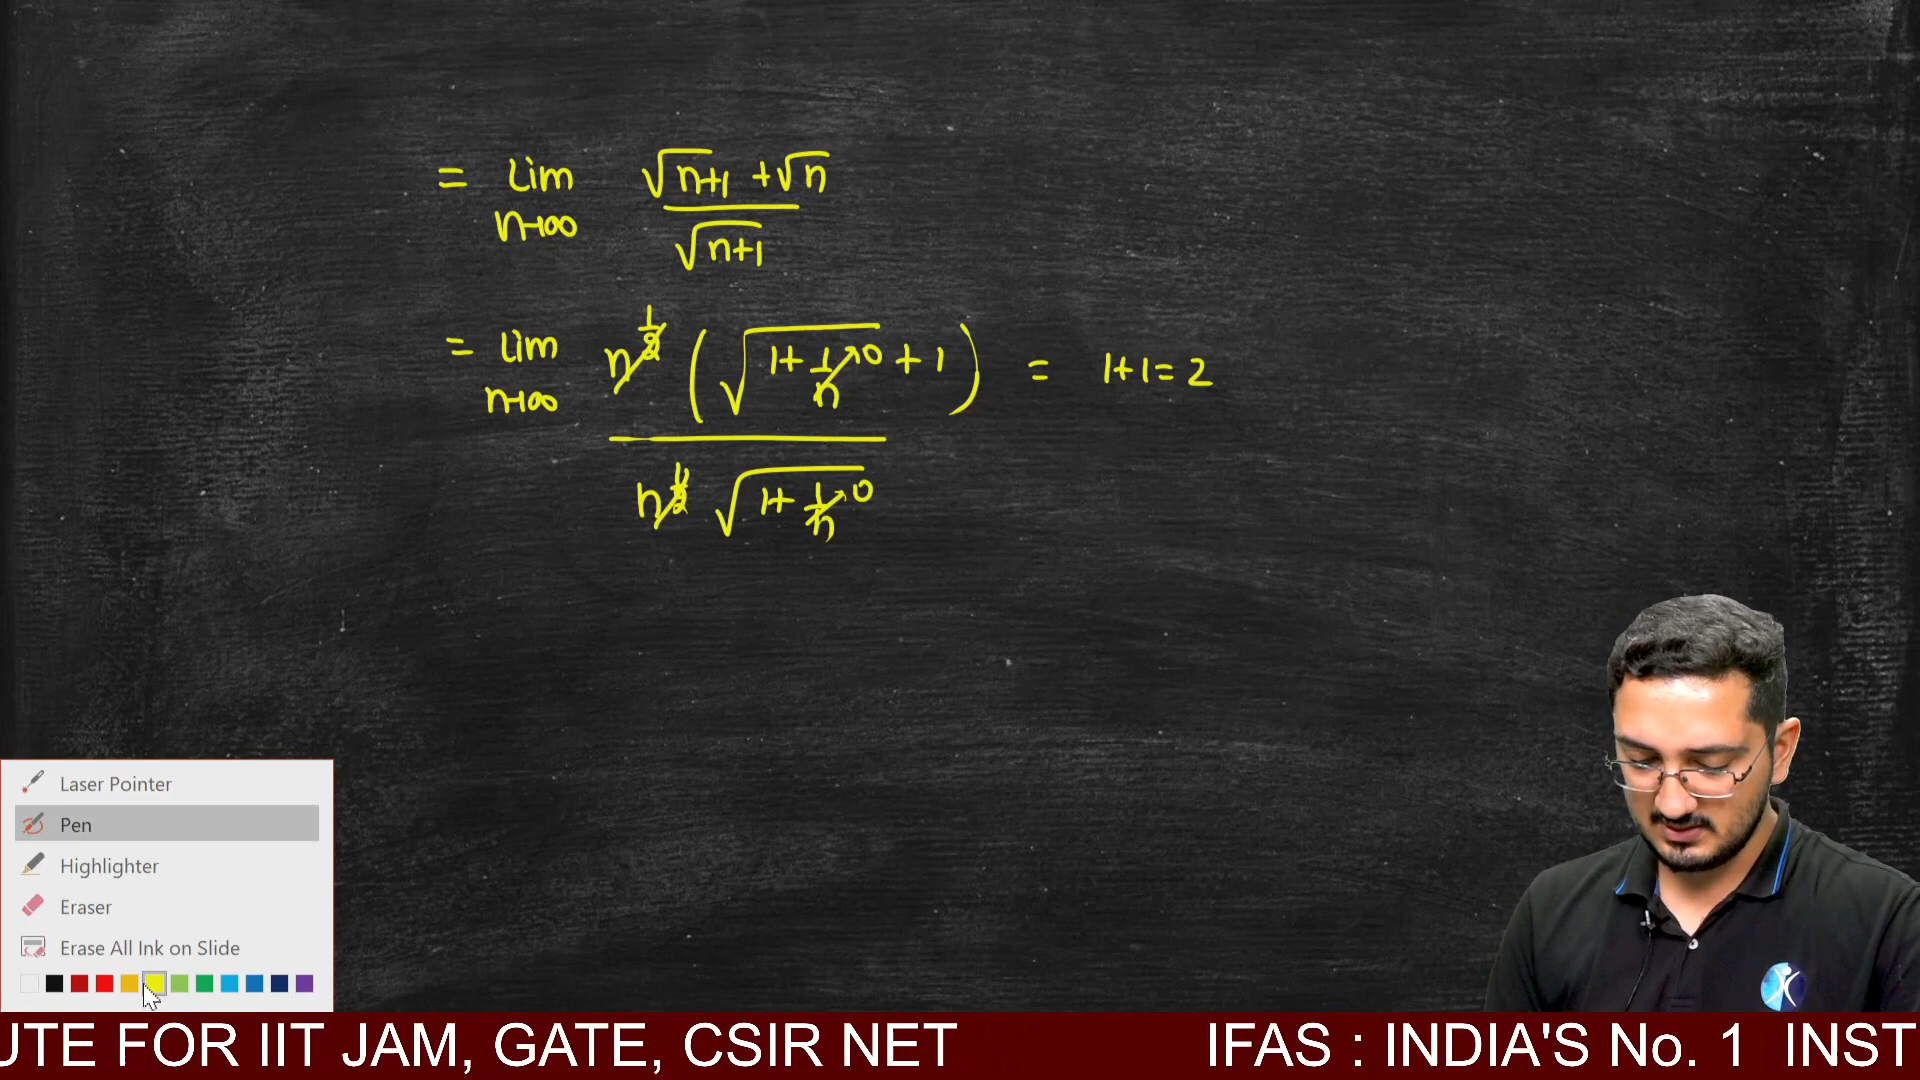 = Lim n→∞ √n+1 + √n / √n+1
= Lim n→∞ n^1/2 ( √1+1/n→0 + 1 ) / n^1/2 √1+1/n→0 = 1+1=2
Laser Pointer
Pen
Highlighter
Eraser
Erase All Ink on Slide
UTE FOR IIT JAM, GATE, CSIR NET IFAS : INDIA'S No. 1 INST